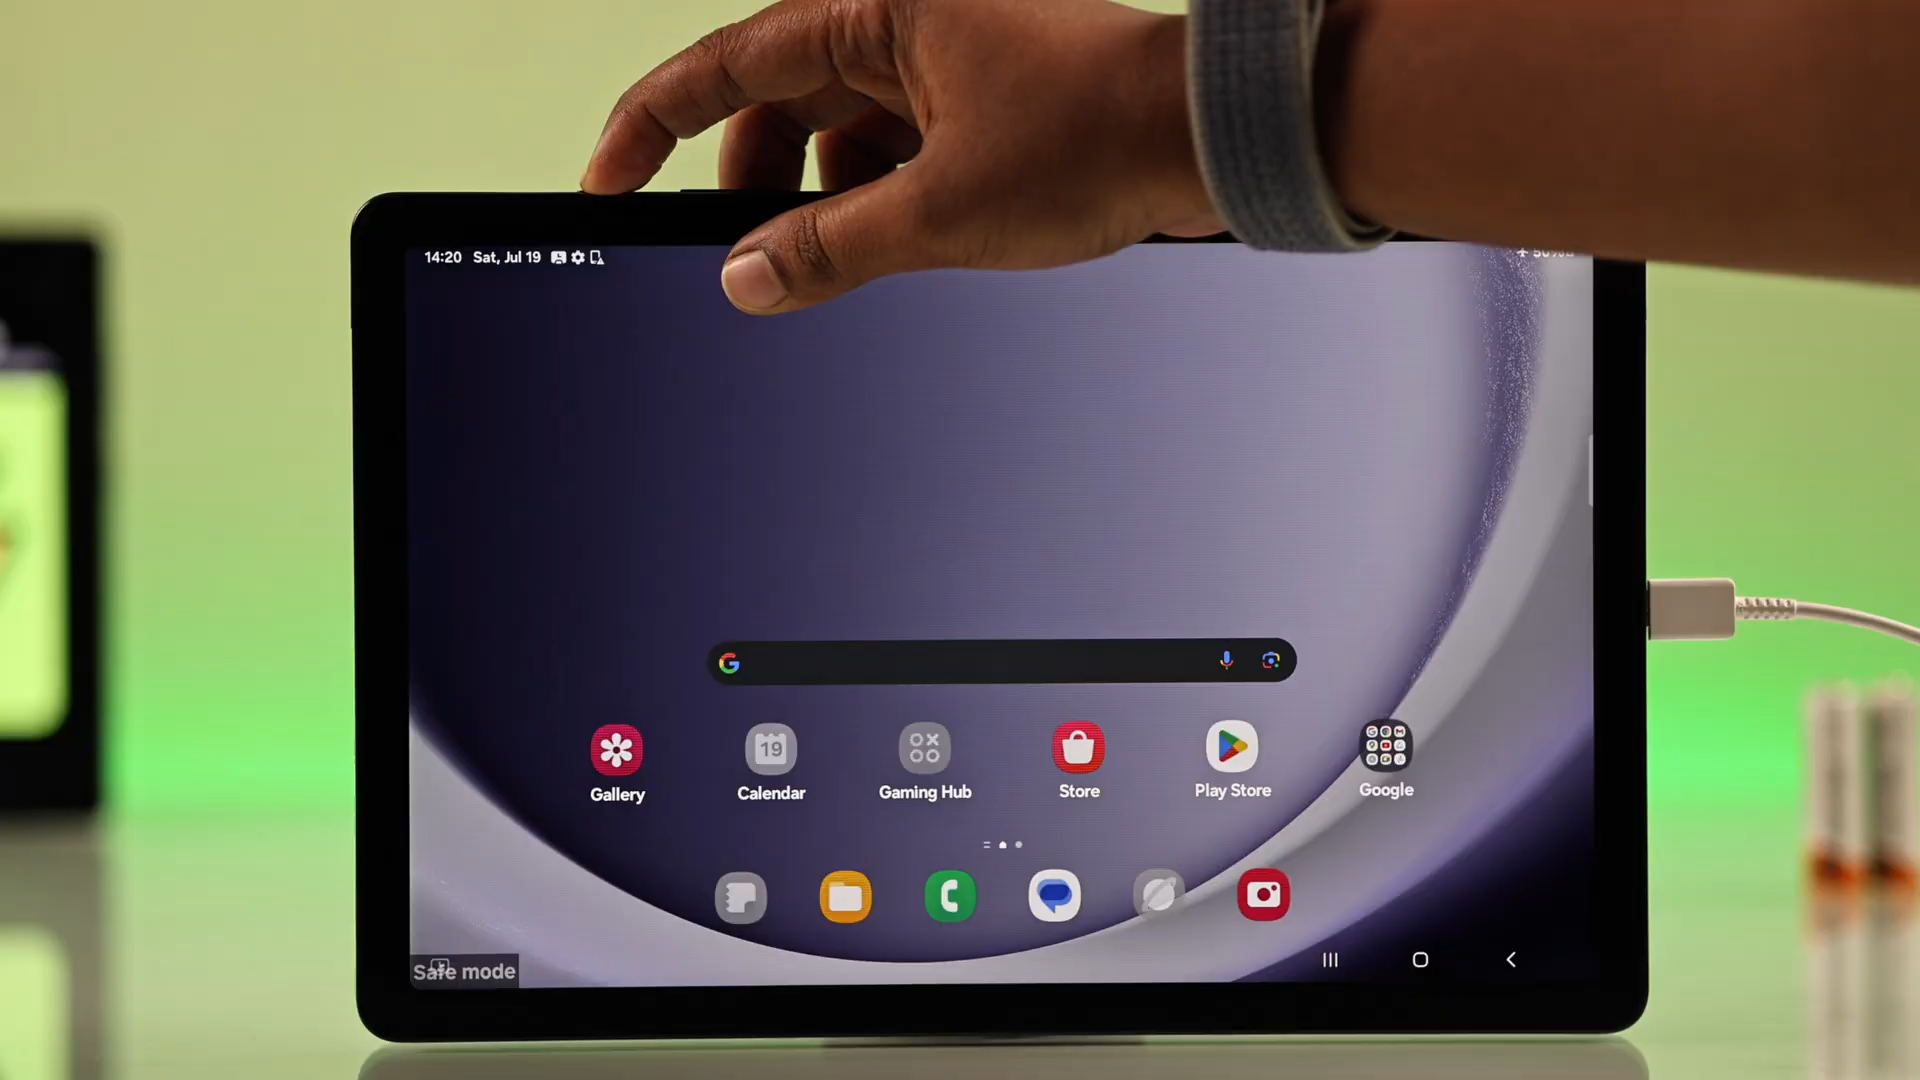 14:20 Sat, Jul 19
G
19
Gallery
Calendar
Gaming Hub
Store
Play Store
Google
Safe mode